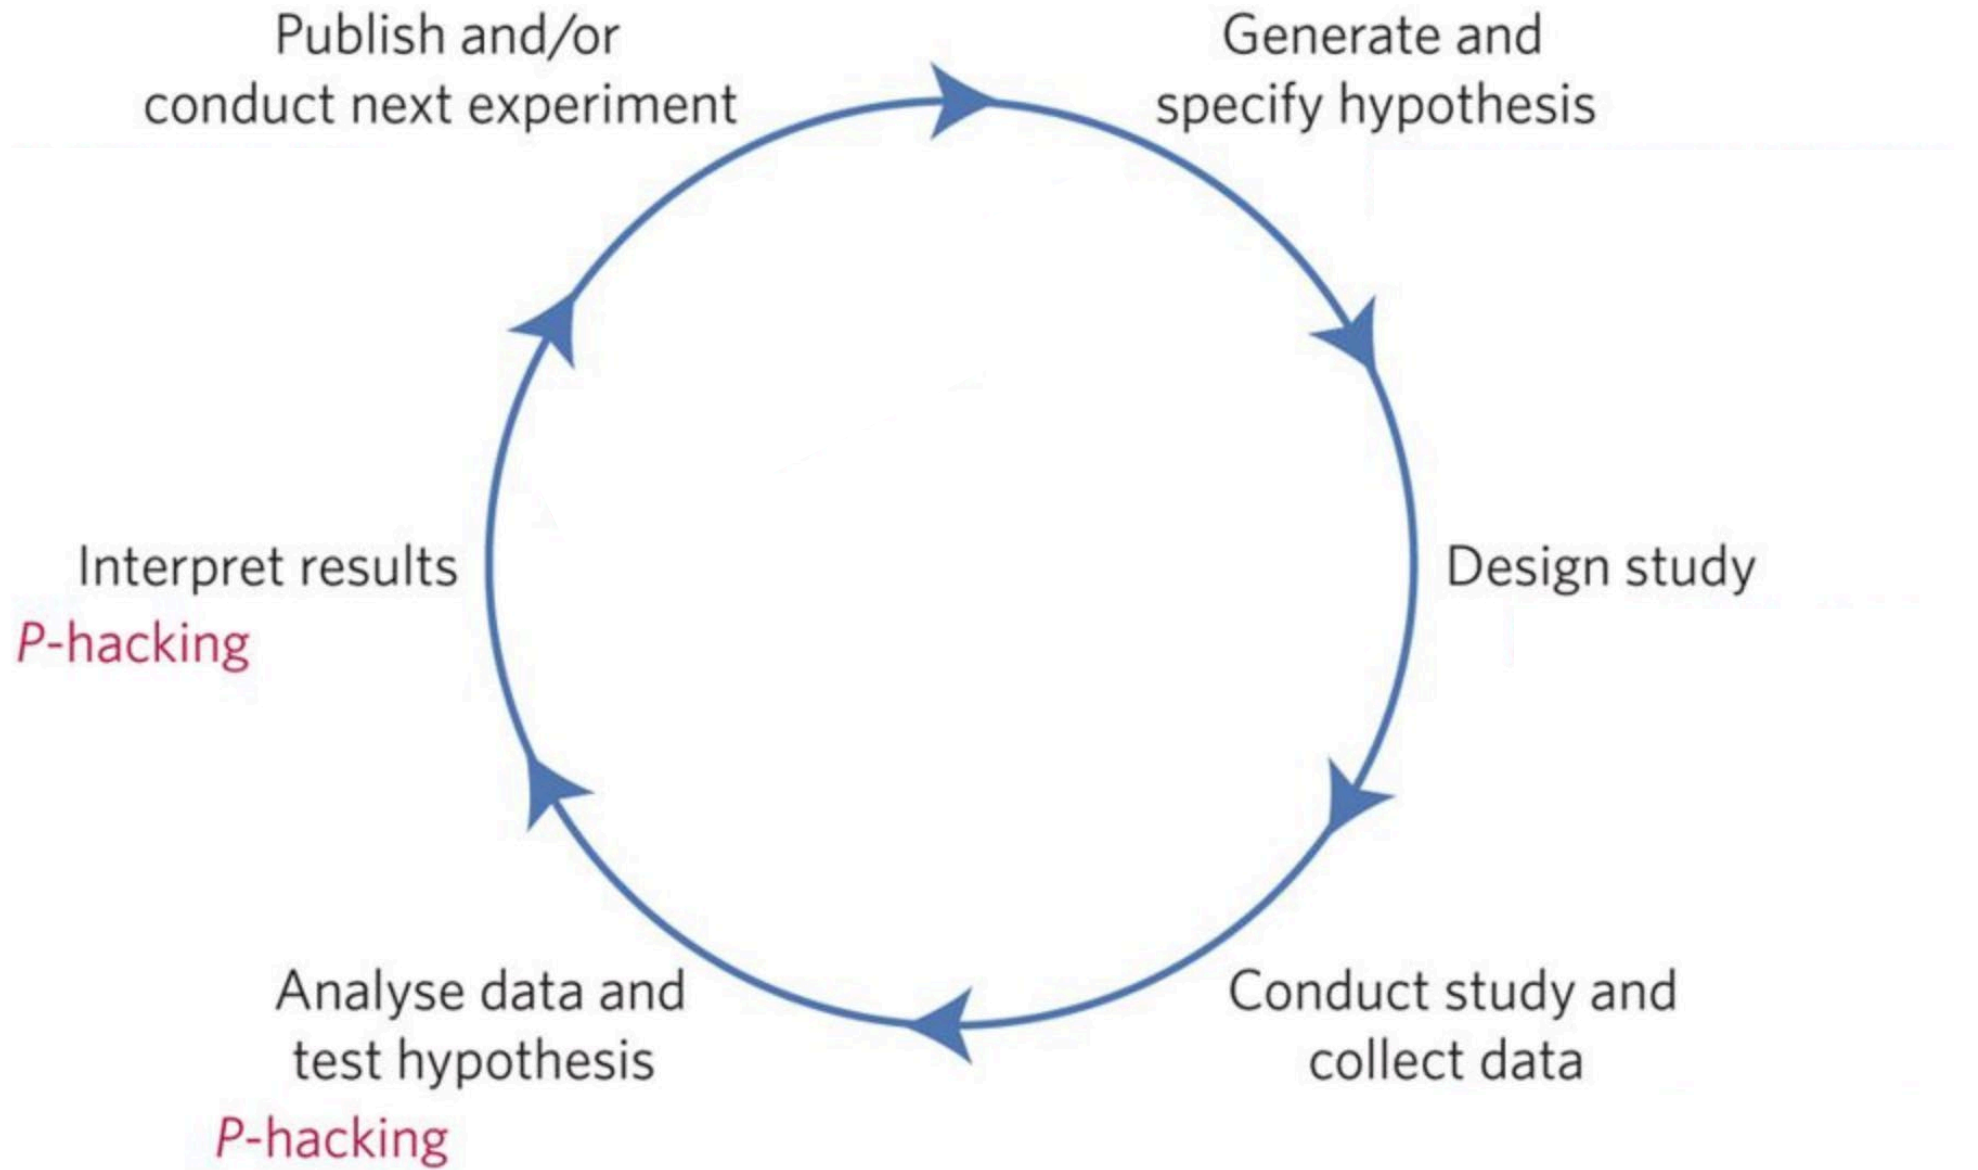 Publish and/or
conduct next experiment
Generate and
specify hypothesis
Interpret results
P-hacking
Design study
Analyse data and
test hypothesis
P-hacking
Conduct study and
collect data